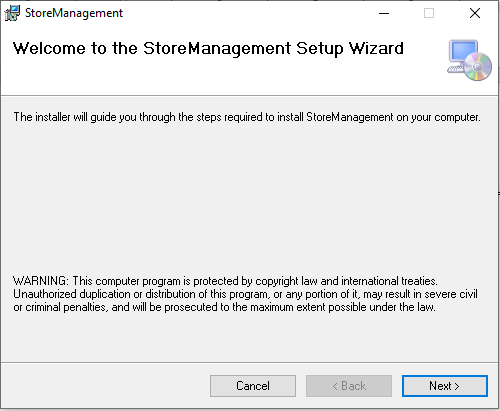 StoreManagement
Welcome to the StoreManagement Setup Wizard
The installer will guide you through the steps required to install StoreManagement on your computer.
WARNING: This computer program is protected by copyright law and international treaties.
Unauthorized duplication or distribution of this program, or any portion of it, may result in severe civil
or criminal penalties, and will be prosecuted to the maximum extent possible under the law.
Cancel
< Back
Next >